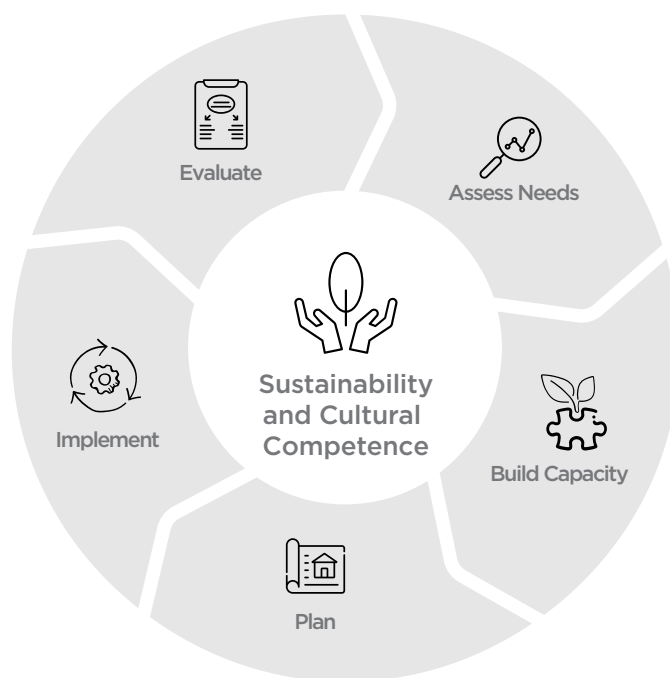 Evaluate
Assess Needs
Sustainability
and Cultural
Competence
Implement
Build Capacity
Plan